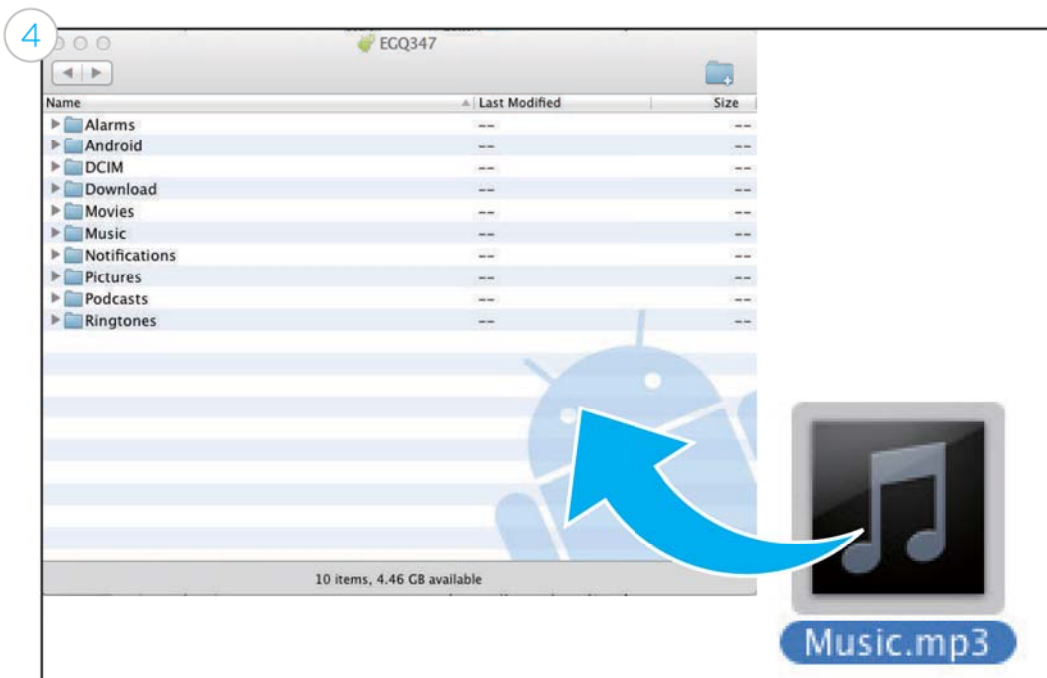 4
EGQ347
Name Last Modified Size
Alarms -- --
Android -- --
DCIM -- --
Download -- --
Movies -- --
Music -- --
Notifications -- --
Pictures -- --
Podcasts -- --
Ringtones -- --
10 items, 4.46 GB available
Music.mp3